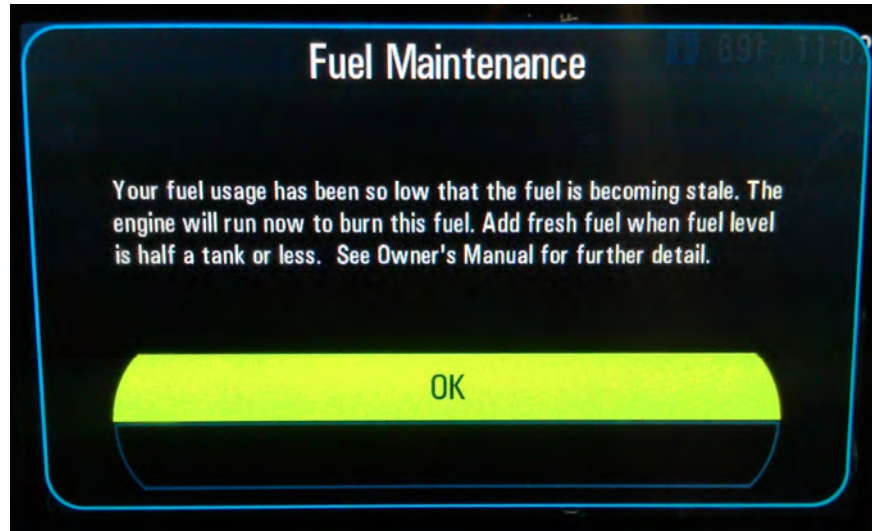 Fuel Maintenance
Your fuel usage has been so low that the fuel is becoming stale. The
engine will run now to burn this fuel. Add fresh fuel when fuel level
is half a tank or less. See Owner's Manual for further detail.
OK